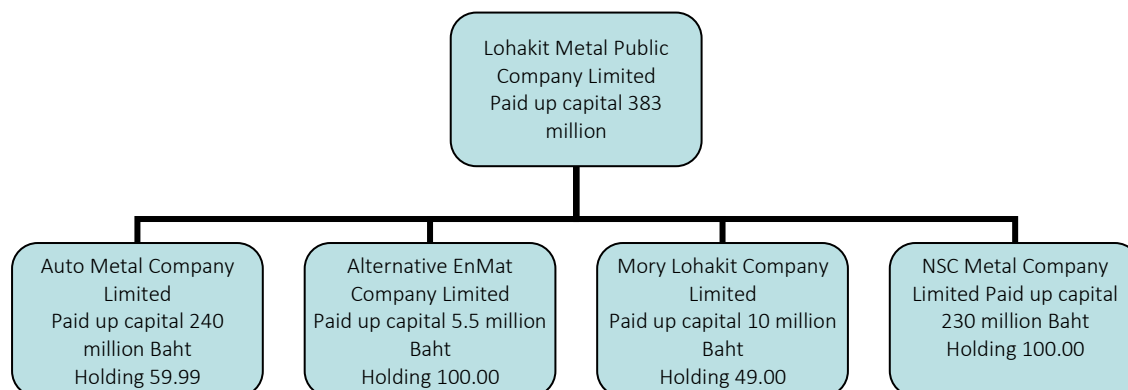 Lohakit Metal Public
Company Limited
Paid up capital 383
million
Auto Metal Company
Limited
Paid up capital 240
million Baht
Holding 59.99
Alternative EnMat
Company Limited
Paid up capital 5.5 million
Baht
Holding 100.00
Mory Lohakit Company
Limited
Paid up capital 10 million
Baht
Holding 49.00
NSC Metal Company
Limited Paid up capital
230 million Baht
Holding 100.00